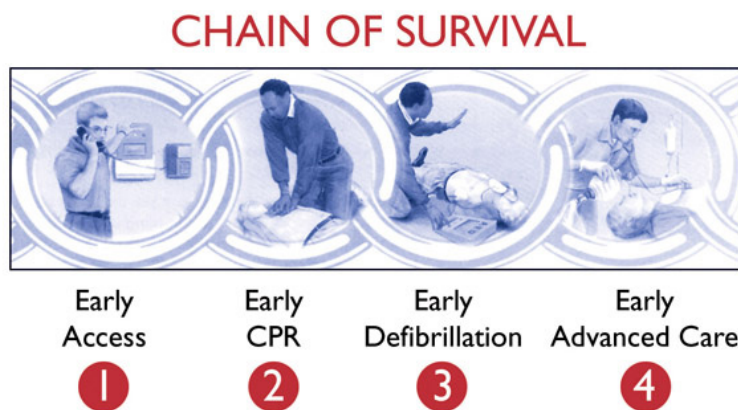 CHAIN OF SURVIVAL
Early
Access
Early
CPR
Early
Defibrillation
Early
Advanced Care
1
2
3
4